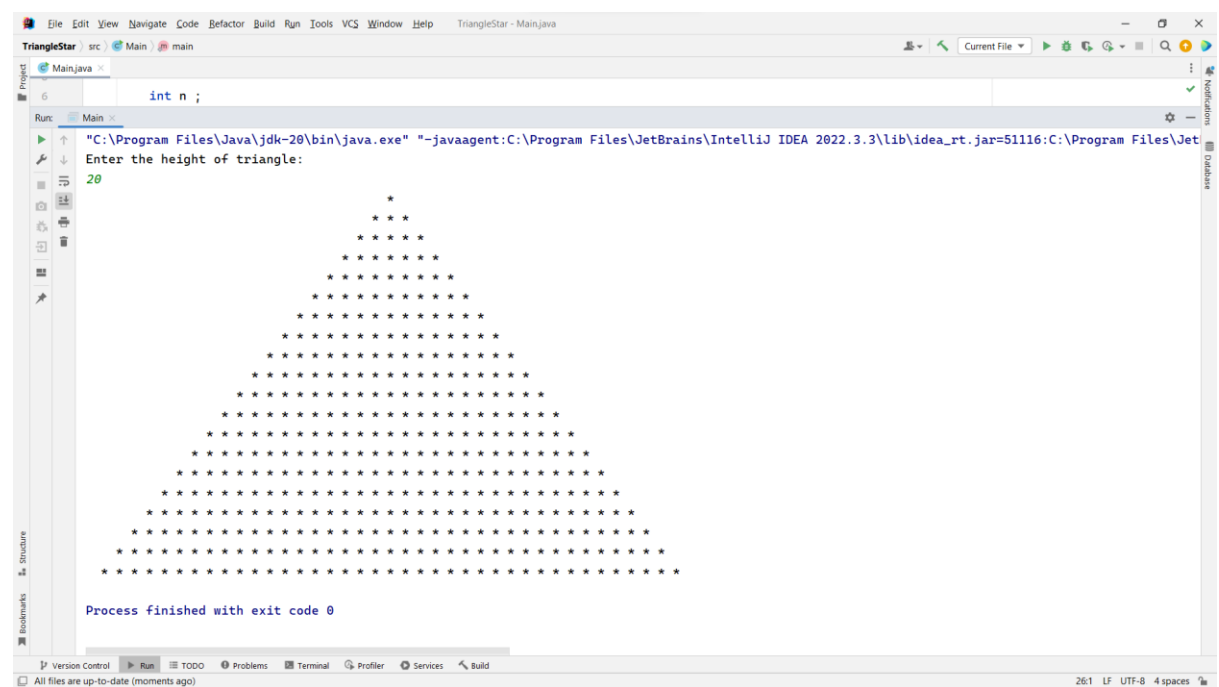 File Edit View Navigate Code Refactor Build Run Tools VCS Window Help TriangleStar - Main.java
TriangleStar src Main main Current File
Project
Main.java
6 int n ;
Notifications
Run: Main
"C:\Program Files\Java\jdk-20\bin\java.exe" "-javaagent:C:\Program Files\JetBrains\IntelliJ IDEA 2022.3.3\lib\idea_rt.jar=51116:C:\Program Files\Jet
Enter the height of triangle:
20
Database
*
* * *
* * * * *
* * * * * * *
* * * * * * * * *
* * * * * * * * * * *
* * * * * * * * * * * * *
* * * * * * * * * * * * * * *
* * * * * * * * * * * * * * * * *
* * * * * * * * * * * * * * * * * * *
* * * * * * * * * * * * * * * * * * * * *
* * * * * * * * * * * * * * * * * * * * * * *
* * * * * * * * * * * * * * * * * * * * * * * * *
* * * * * * * * * * * * * * * * * * * * * * * * * * *
* * * * * * * * * * * * * * * * * * * * * * * * * * * * *
* * * * * * * * * * * * * * * * * * * * * * * * * * * * * * *
* * * * * * * * * * * * * * * * * * * * * * * * * * * * * * * * *
* * * * * * * * * * * * * * * * * * * * * * * * * * * * * * * * * * *
* * * * * * * * * * * * * * * * * * * * * * * * * * * * * * * * * * * * *
* * * * * * * * * * * * * * * * * * * * * * * * * * * * * * * * * * * * * * *
Process finished with exit code 0
Structure
Bookmarks
Version Control Run TODO Problems Terminal Profiler Services Build
All files are up-to-date (moments ago) 26:1 LF UTF-8 4 spaces